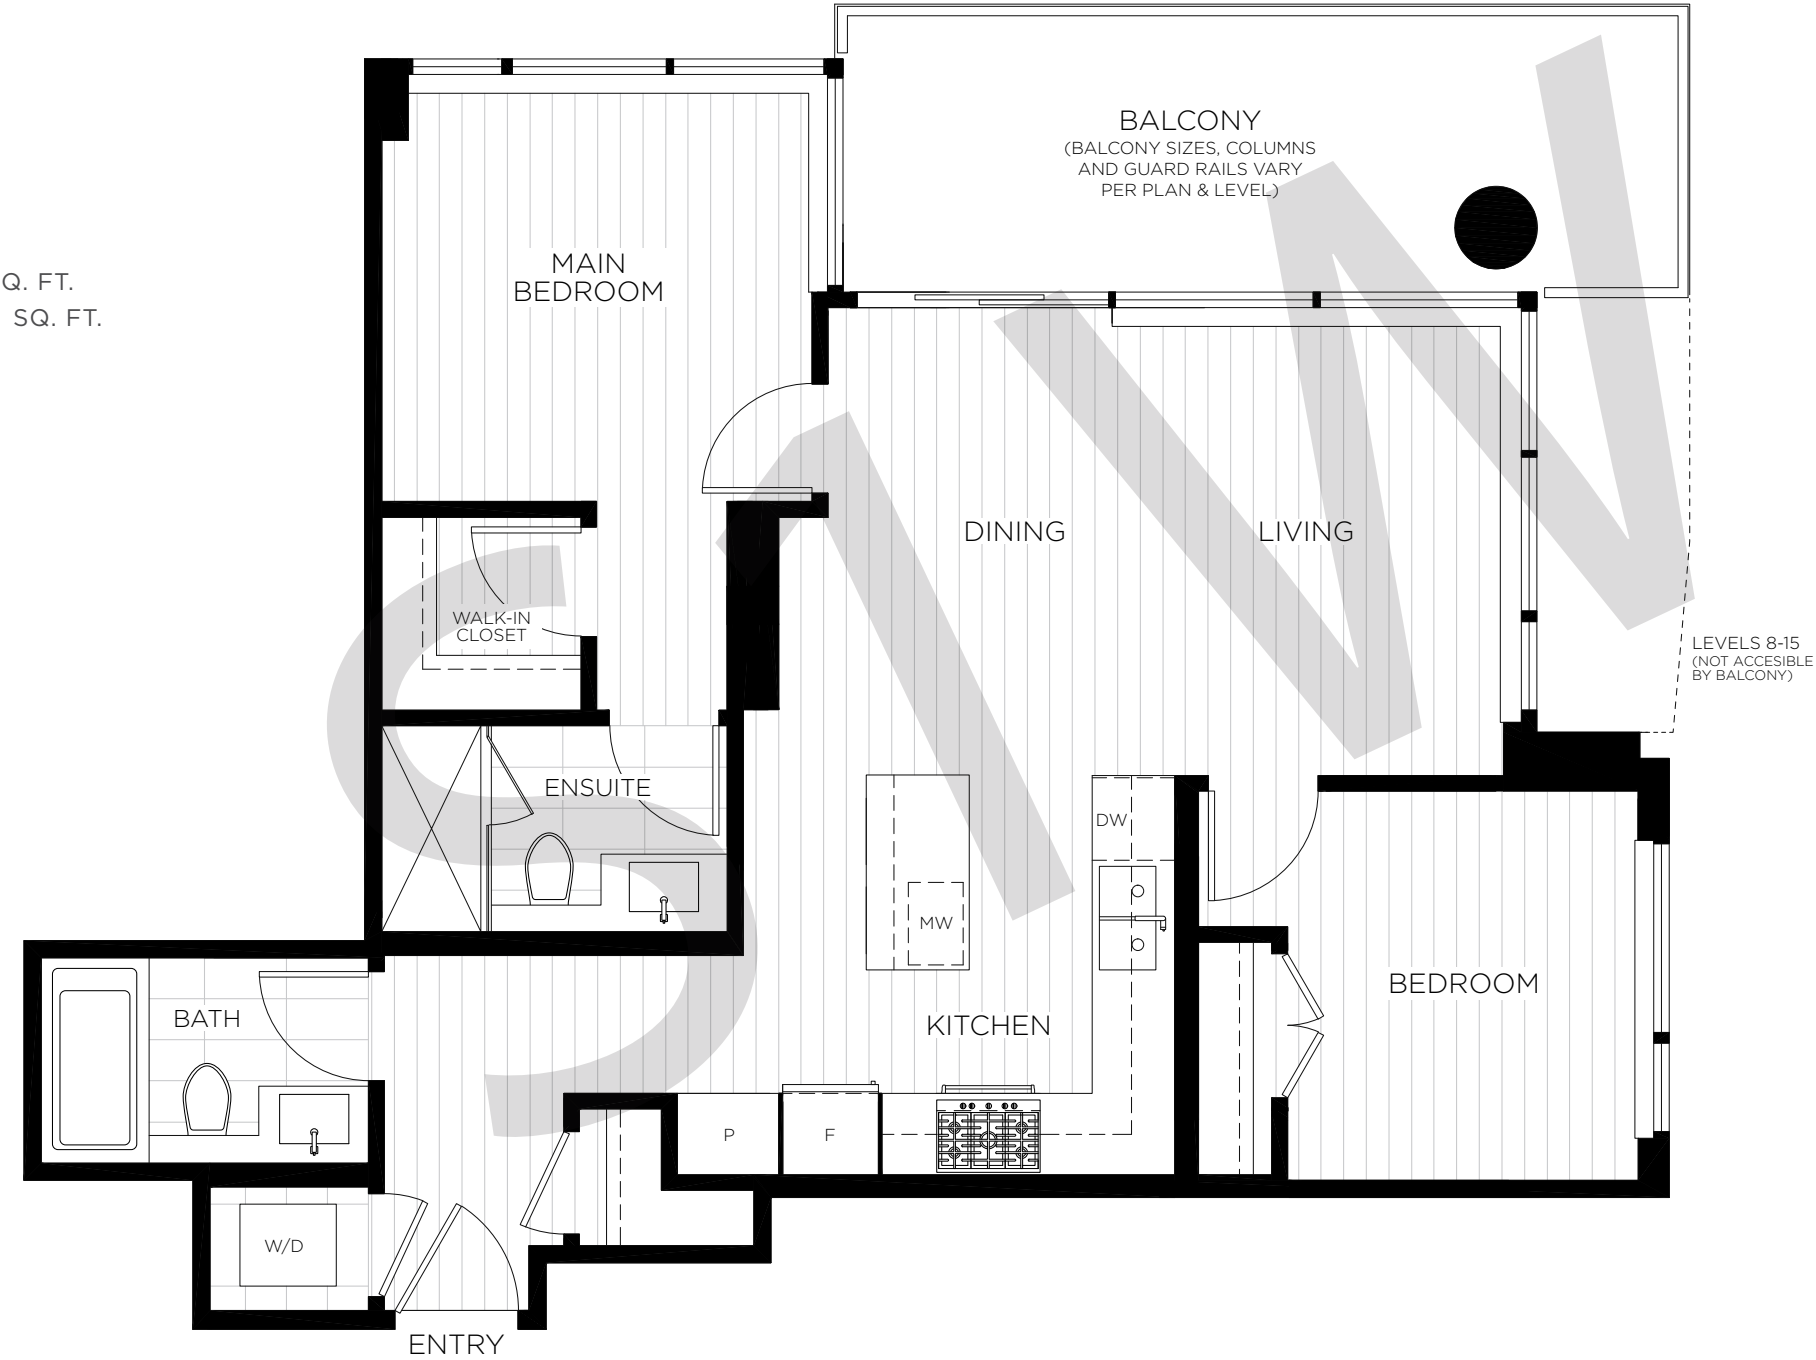 BALCONY
(BALCONY SIZES, COLUMNS
AND GUARD RAILS VARY
PER PLAN & LEVEL)
MAIN
BEDROOM
Q. FT.
SQ. FT.
DINING
LIVING
WALK-IN
CLOSET
LEVELS 8-15
(NOT ACCESIBLE
BY BALCONY)
ENSUITE
DW
MW
BEDROOM
BATH
KITCHEN
P
F
W/D
ENTRY
STW